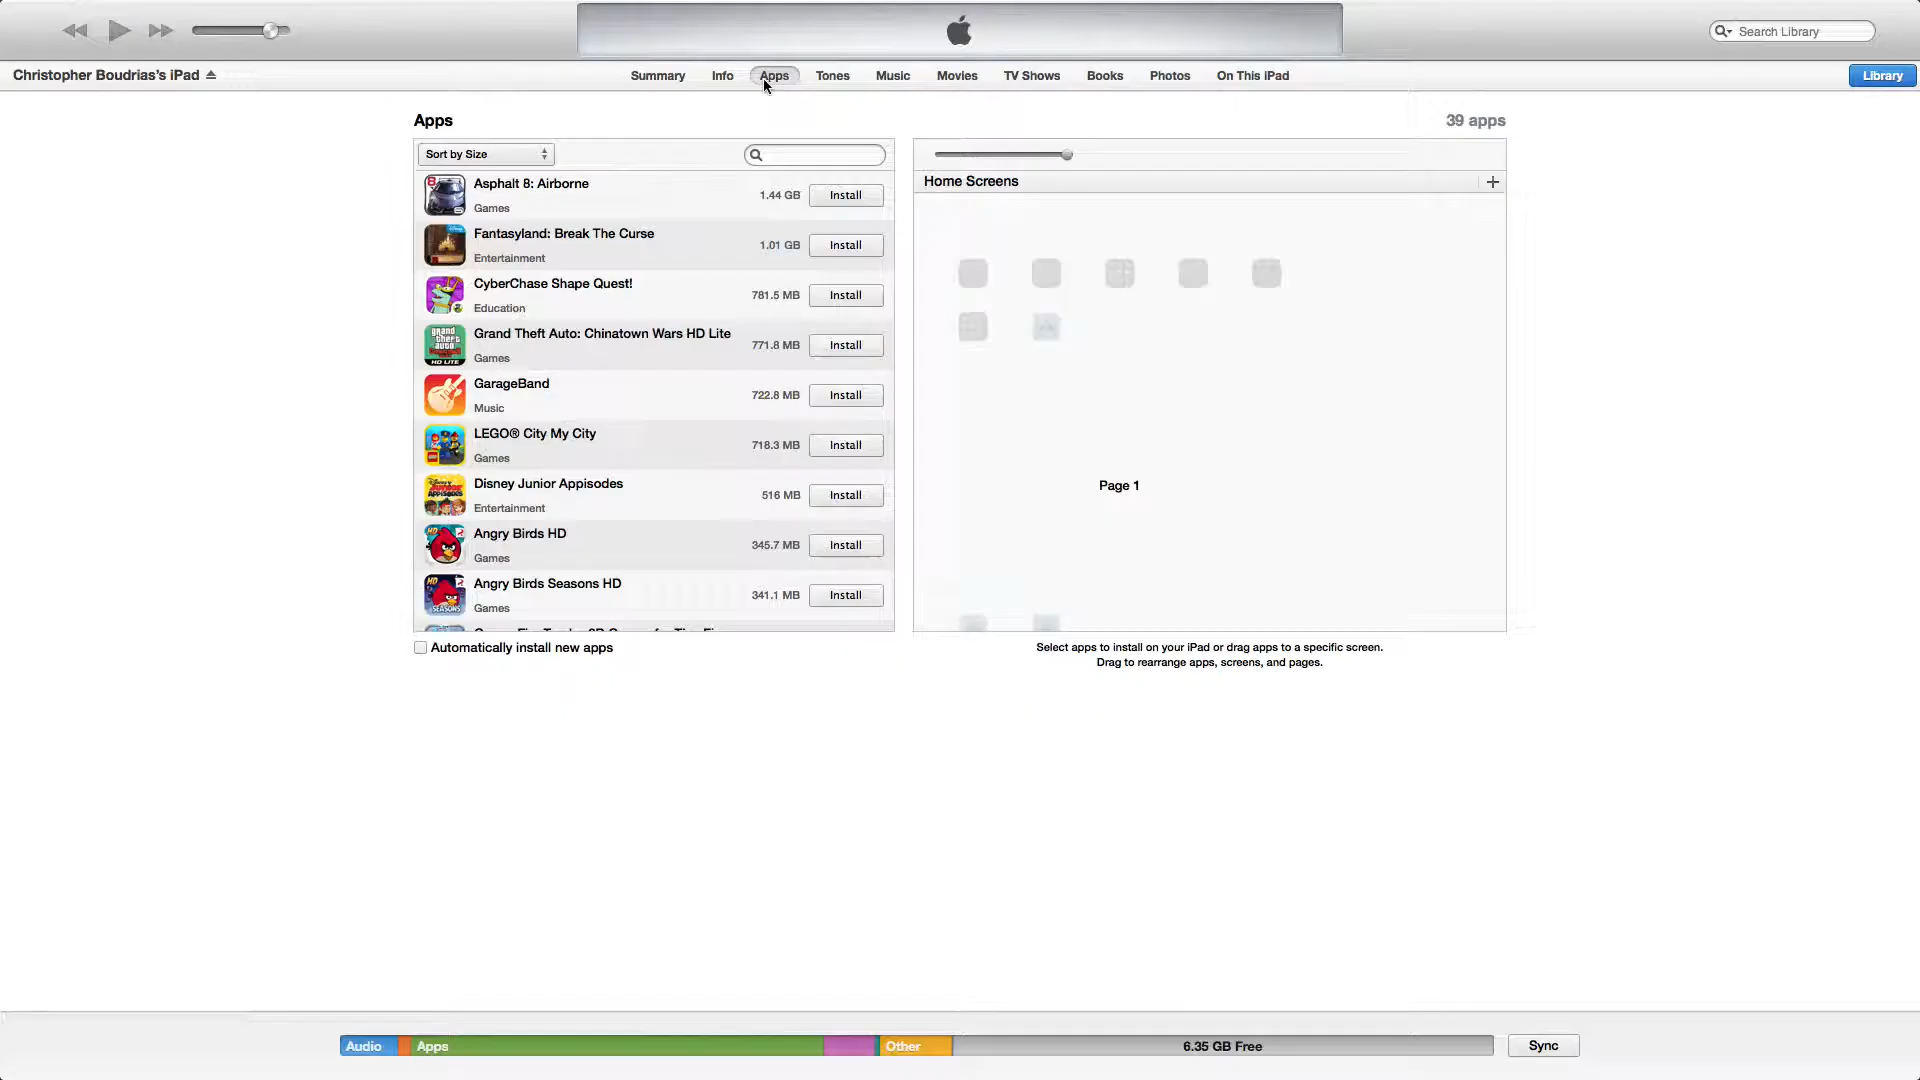 Search Library
Christopher Boudrias's iPad
Summary Info Apps Tones Music Movies TV Shows Books Photos On This iPad
Library
Apps
39 apps
Sort by Size
Home Screens
Asphalt 8: Airborne
Games
1.44 GB
Install
Fantasyland: Break The Curse
Entertainment
1.01 GB
Install
CyberChase Shape Quest!
Education
781.5 MB
Install
Grand Theft Auto: Chinatown Wars HD Lite
Games
771.8 MB
Install
GarageBand
Music
722.8 MB
Install
LEGO® City My City
Games
718.3 MB
Install
Disney Junior Appisodes
Entertainment
516 MB
Install
Angry Birds HD
Games
345.7 MB
Install
Angry Birds Seasons HD
Games
341.1 MB
Install
Page 1
Automatically install new apps
Select apps to install on your iPad or drag apps to a specific screen.
Drag to rearrange apps, screens, and pages.
Audio Apps Other 6.35 GB Free
Sync